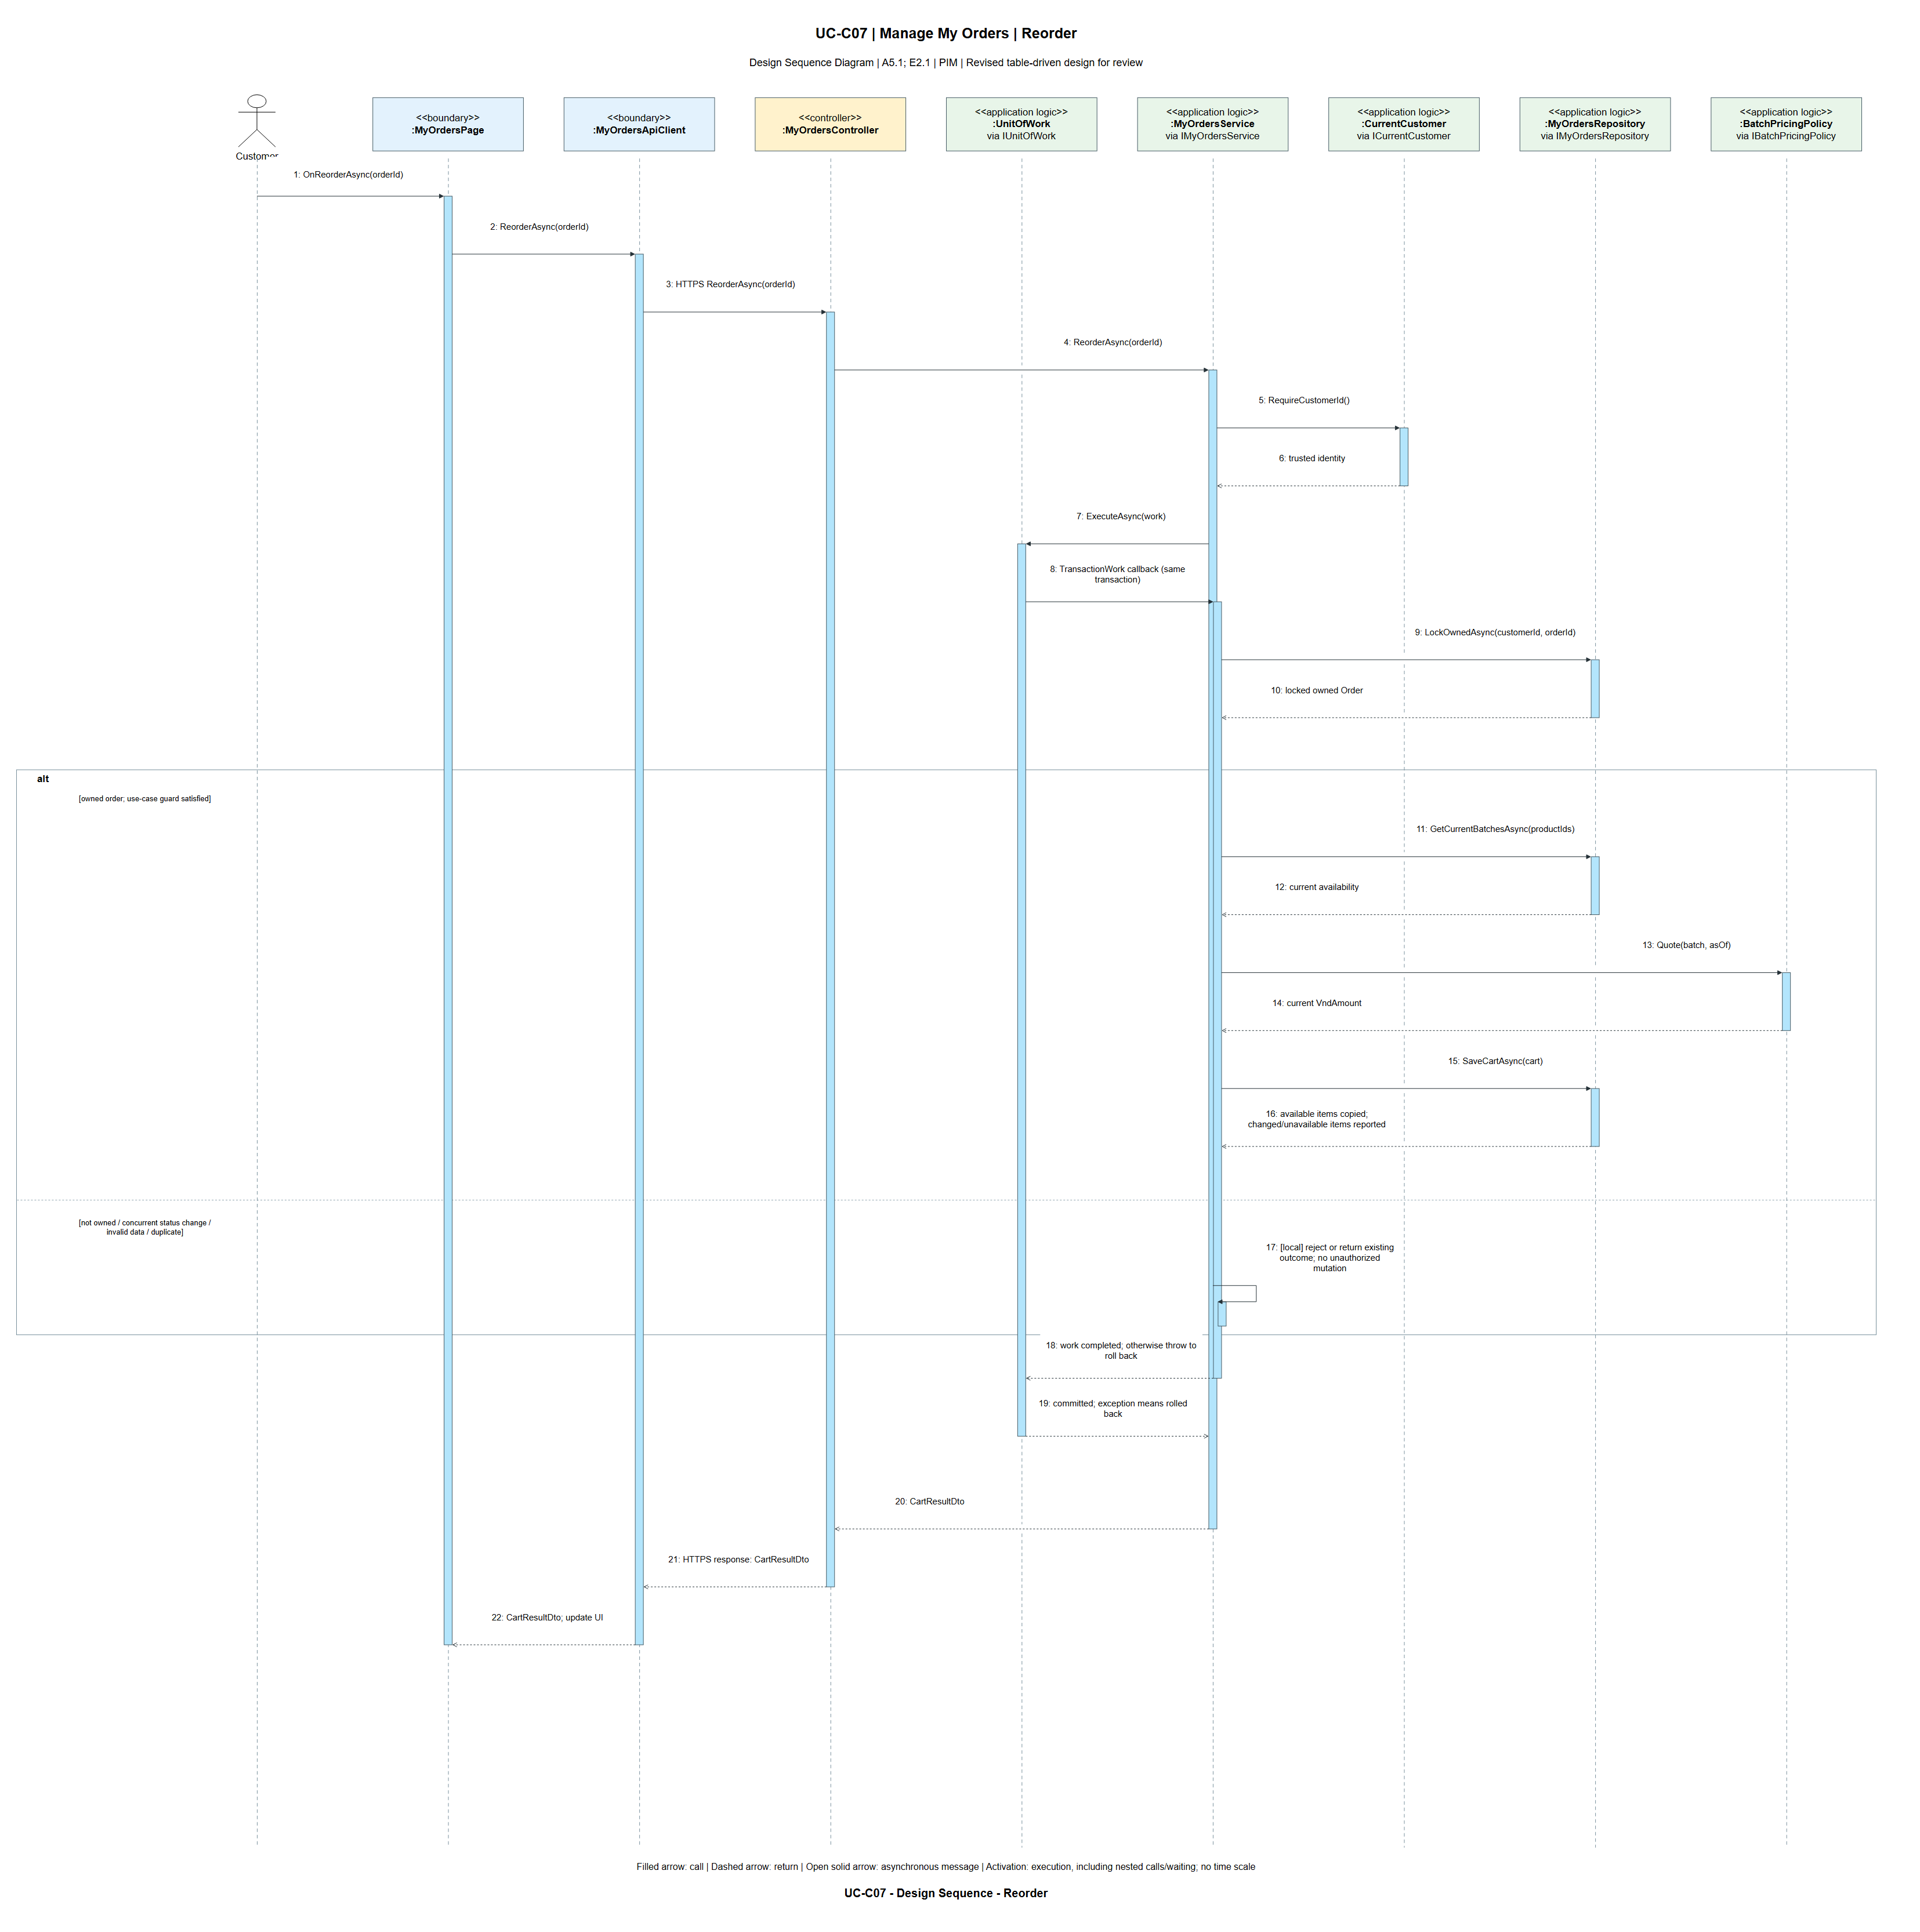 UC-C07 | Manage My Orders | Reorder
Design Sequence Diagram | A5.1; E2.1 | PIM | Revised table-driven design for review
Customer
<<boundary>>
:MyOrdersPage
<<boundary>>
:MyOrdersApiClient
<<controller>>
:MyOrdersController
<<application logic>>
:UnitOfWork
via IUnitOfWork
<<application logic>>
:MyOrdersService
via IMyOrdersService
<<application logic>>
:CurrentCustomer
via ICurrentCustomer
<<application logic>>
:MyOrdersRepository
via IMyOrdersRepository
<<application logic>>
:BatchPricingPolicy
via IBatchPricingPolicy
1: OnReorderAsync(orderId)
2: ReorderAsync(orderId)
3: HTTPS ReorderAsync(orderId)
4: ReorderAsync(orderId)
5: RequireCustomerId()
6: trusted identity
7: ExecuteAsync(work)
8: TransactionWork callback (same
transaction)
9: LockOwnedAsync(customerId, orderId)
10: locked owned Order
alt
[owned order; use-case guard satisfied]
11: GetCurrentBatchesAsync(productIds)
12: current availability
13: Quote(batch, asOf)
14: current VndAmount
15: SaveCartAsync(cart)
16: available items copied;
changed/unavailable items reported
[not owned / concurrent status change /
invalid data / duplicate]
17: [local] reject or return existing
outcome; no unauthorized
mutation
18: work completed; otherwise throw to
roll back
19: committed; exception means rolled
back
20: CartResultDto
21: HTTPS response: CartResultDto
22: CartResultDto; update UI
Filled arrow: call | Dashed arrow: return | Open solid arrow: asynchronous message | Activation: execution, including nested calls/waiting; no time scale
UC-C07 - Design Sequence - Reorder